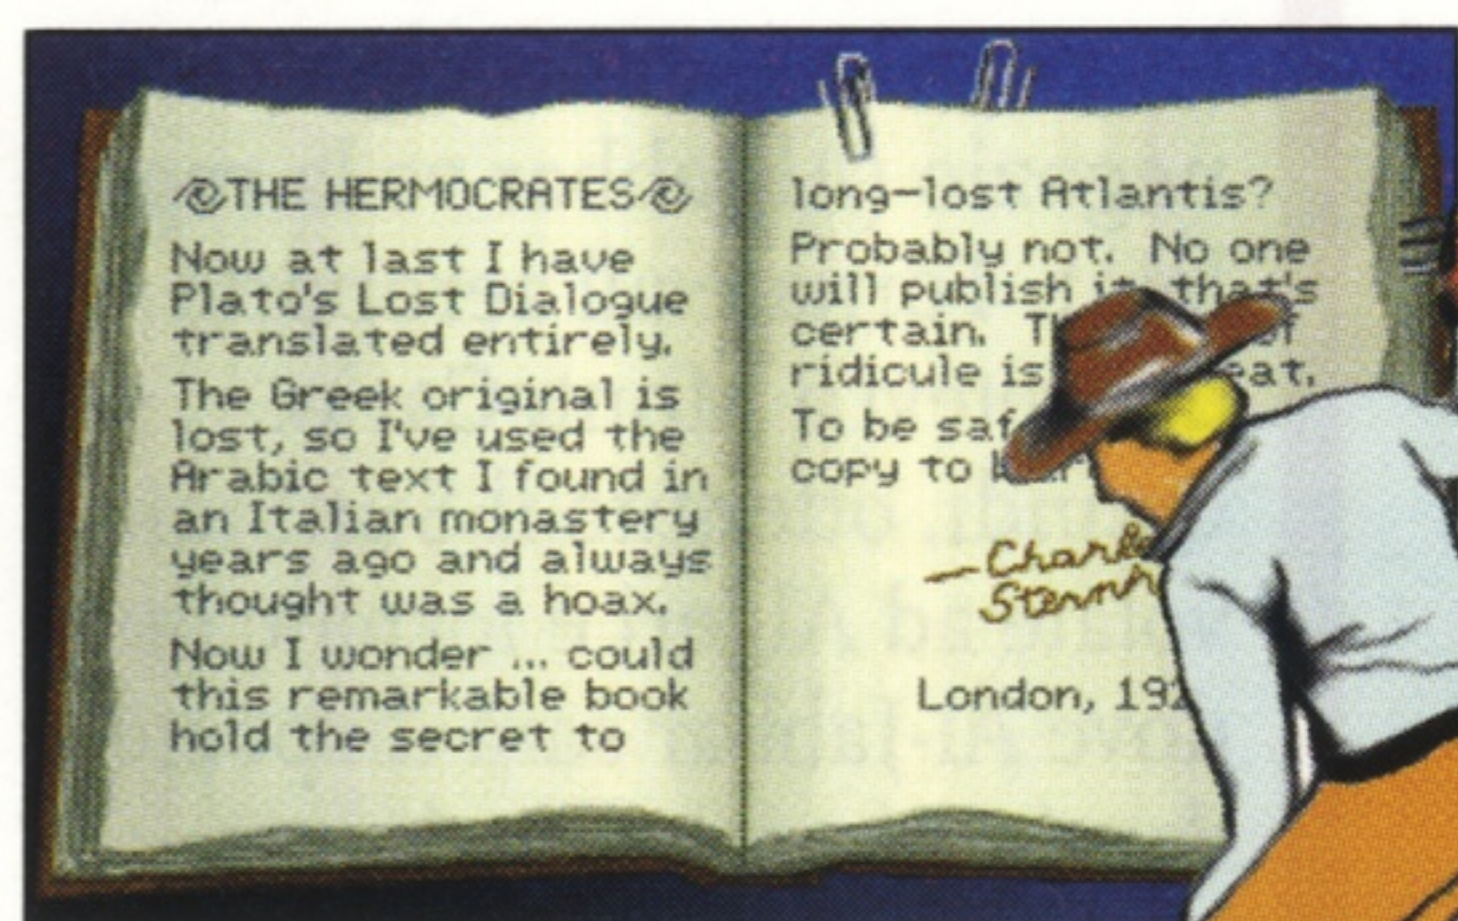 THE HERMOCRATES
Now at last I have
Plato's Lost Dialogue
translated entirely.
The Greek original is
lost, so I've used the
Arabic text I found in
an Italian monastery
years ago and always
thought was a hoax.
Now I wonder ... could
this remarkable book
hold the secret to
long-lost Atlantis?
Probably not. No one
will publish it, that's
certain.
ridicule is
To be
copy to
London,